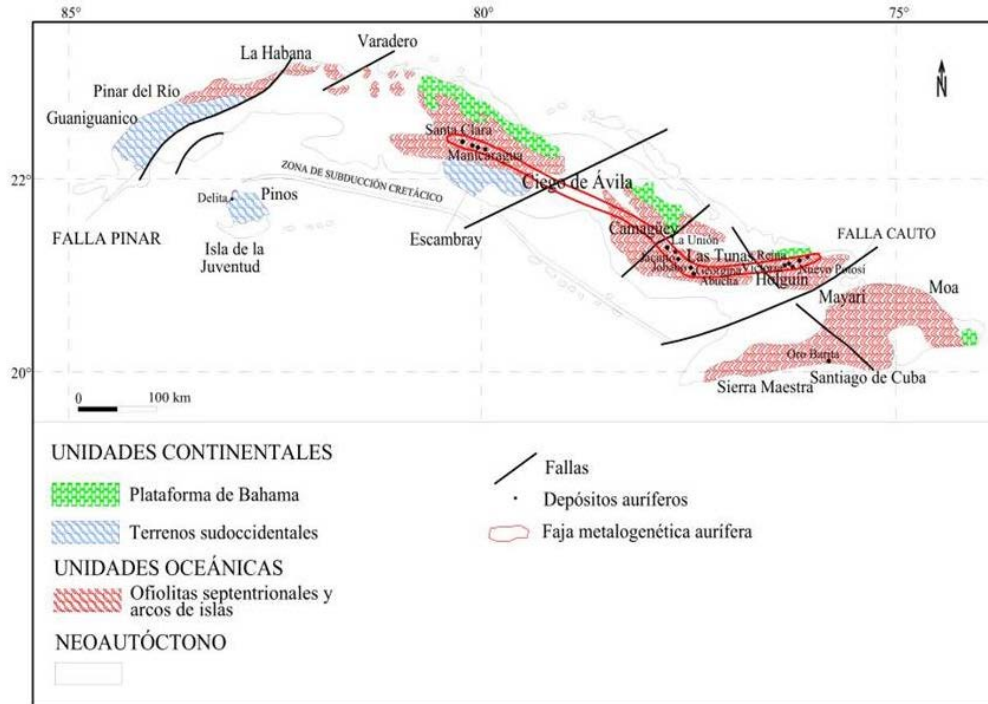 85°
80°
75°
Varadero
La Habana
N
Pinar del Río
Guaniguanico
Santa Clara
Manicaragua
ZONA DE SUBDUCCIÓN CRETÁCICO
22°
Ciego de Ávila
Delita
Pinos
Escambray
Camagüey
La Unión
FALLA CAUTO
FALLA PINAR
Isla de la
Juventud
Jacinto
Las Tunas
Reina
Jobabo
Georgina
Victoria
Nuevo Potosí
Abucha
Holguín
Mayarí
Moa
Oro Barita
20°
Santiago de Cuba
Sierra Maestra
0
100 km
UNIDADES CONTINENTALES
Plataforma de Bahama
Terrenos sudoccidentales
UNIDADES OCEÁNICAS
Ofiolitas septentrionales y
arcos de islas
NEOAUTÓCTONO
Fallas
Depósitos auríferos
Faja metalogenética aurífera